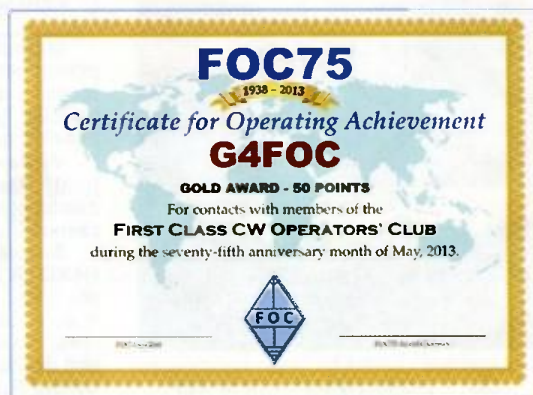 FOC75
1938 - 2013
Certificate for Operating Achievement
G4FOC
GOLD AWARD - 50 POINTS
For contacts with members of the
FIRST CLASS CW OPERATORS' CLUB
during the seventy-fifth anniversary month of May, 2013.
FOC